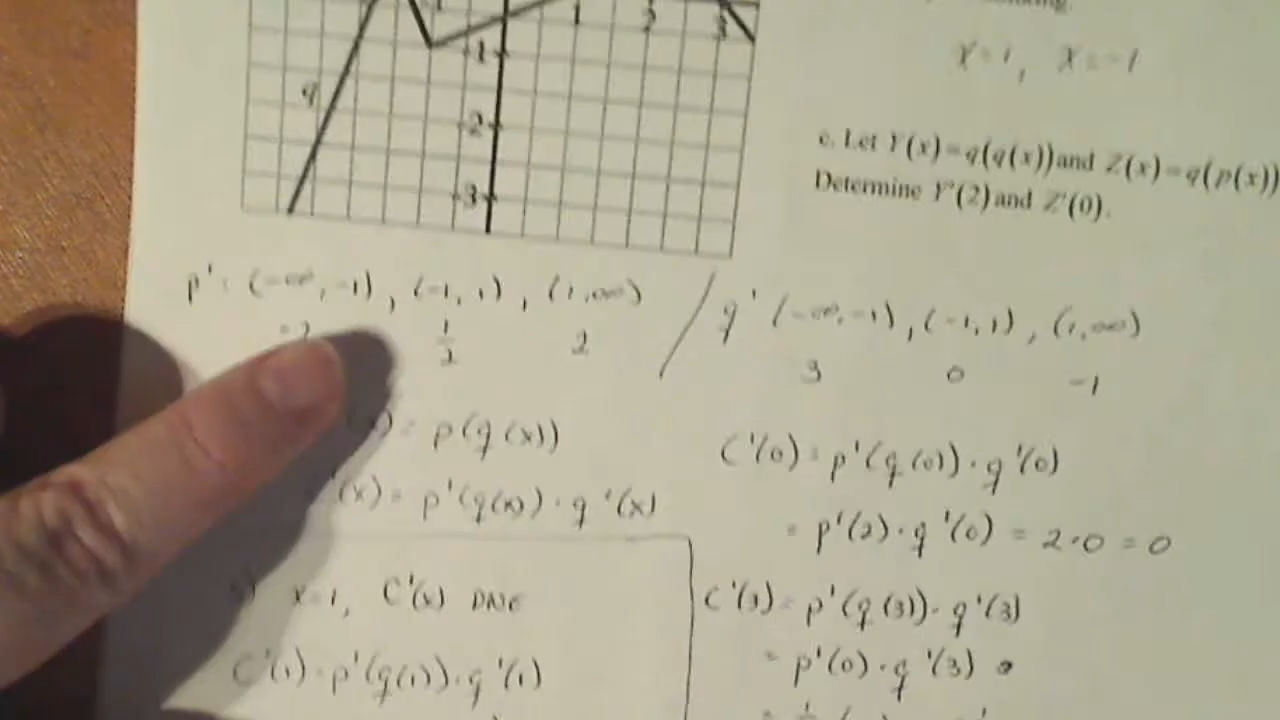 1 2 3
q
-1
-2
-3
X=1, X=-1
c. Let Y(x)=q(q(x)) and Z(x)=q(p(x))
Determine Y'(2) and Z'(0).
p': (-∞,-1), (-1,1), (1,∞)
-2 1/2 2
q' (-∞,-1), (-1,1), (1,∞)
3 0 -1
(x) = p(q(x))
'(x) = p'(q(x)) · q'(x)
C'(0) = p'(q(0)) · q'(0)
= p'(2) · q'(0) = 2·0 = 0
x=1, C'(x) DNE
C'(1) = p'(q(1)) · q'(1)
C'(3) = p'(q(3)) · q'(3)
= p'(0) · q'(3) =